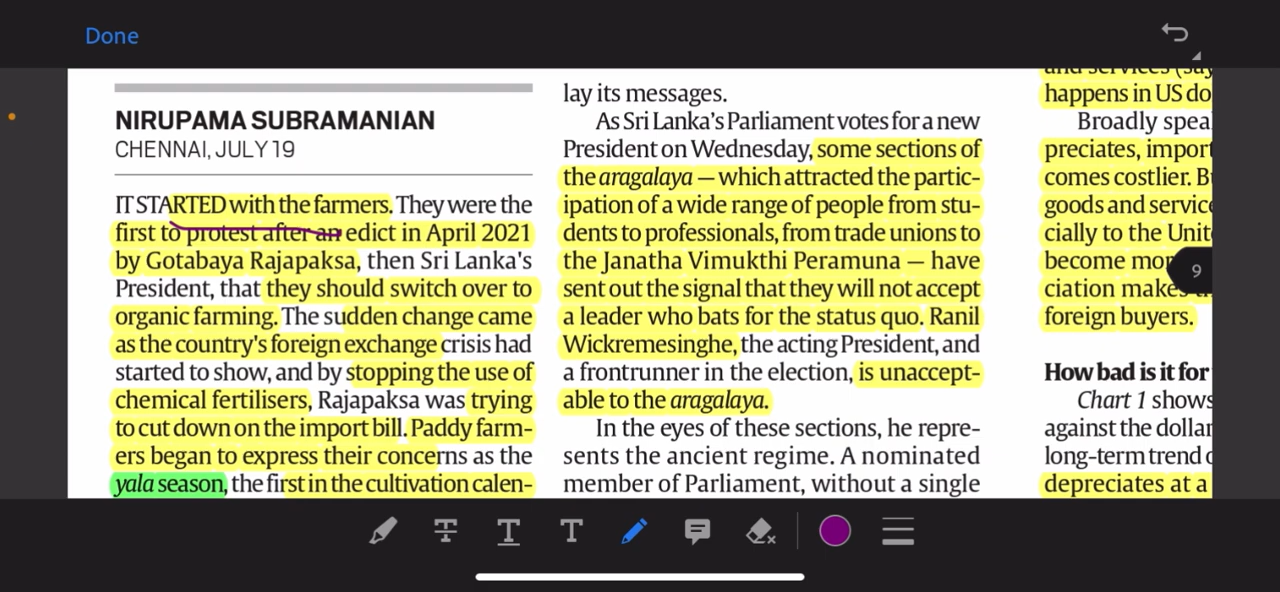 Done
NIRUPAMA SUBRAMANIAN
CHENNAI, JULY 19
IT STARTED with the farmers. They were the
first to protest after an edict in April 2021
by Gotabaya Rajapaksa, then Sri Lanka's
President, that they should switch over to
organic farming. The sudden change came
as the country's foreign exchange crisis had
started to show, and by stopping the use of
chemical fertilisers, Rajapaksa was trying
to cut down on the import bill. Paddy farm-
ers began to express their concerns as the
yala season, the first in the cultivation calen-
lay its messages.
As Sri Lanka’s Parliament votes for a new
President on Wednesday, some sections of
the aragalaya — which attracted the partic-
ipation of a wide range of people from stu-
dents to professionals, from trade unions to
the Janatha Vimukthi Peramuna — have
sent out the signal that they will not accept
a leader who bats for the status quo. Ranil
Wickremesinghe, the acting President, and
a frontrunner in the election, is unaccept-
able to the aragalaya.
In the eyes of these sections, he repre-
sents the ancient regime. A nominated
member of Parliament, without a single
and services (say
happens in US do
Broadly spea
preciates, import
comes costlier. B
goods and service
cially to the Unit
become mor
ciation makes
foreign buyers.
How bad is it for
Chart 1 shows
against the dollar
long-term trend
depreciates at a
9
T T T